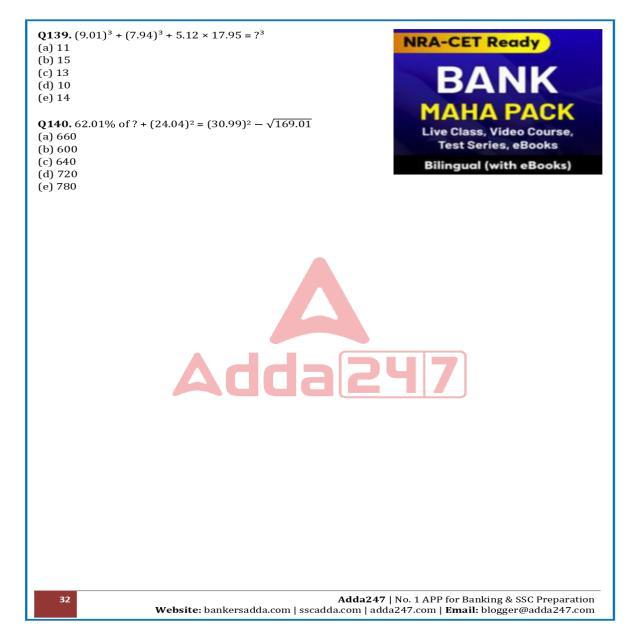 Q139. (9.01)³ + (7.94)³ + 5.12 × 17.95 = ?³
(a) 11
(b) 15
(c) 13
(d) 10
(e) 14
Q140. 62.01% of ? + (24.04)² = (30.99)² − √169.01
(a) 660
(b) 600
(c) 640
(d) 720
(e) 780
NRA-CET Ready
BANK
MAHA PACK
Live Class, Video Course,
Test Series, eBooks
Bilingual (with eBooks)
Adda247
32
Adda247 | No. 1 APP for Banking & SSC Preparation
Website: bankersadda.com | sscadda.com | adda247.com | Email: blogger@adda247.com